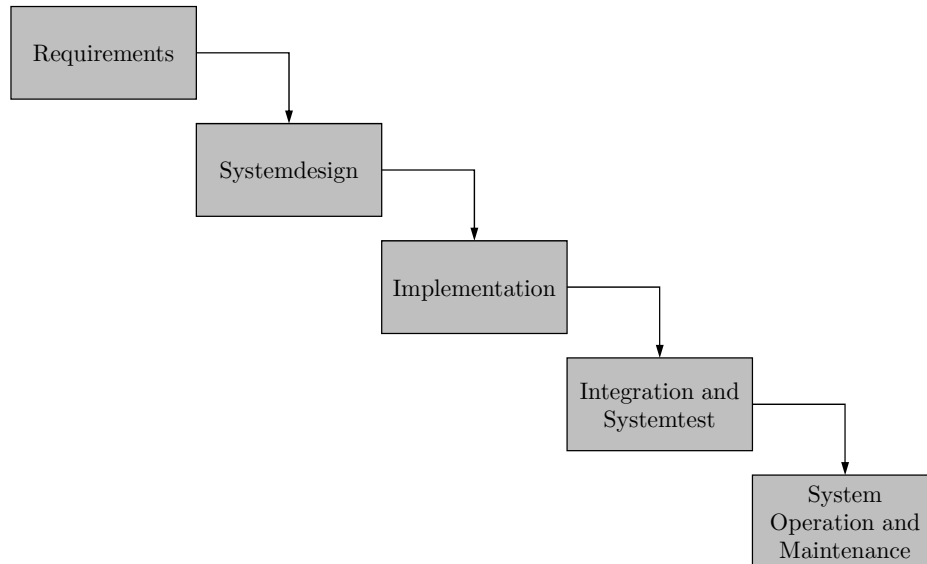 Requirements
Systemdesign
Implementation
Integration and
Systemtest
System
Operation and
Maintenance